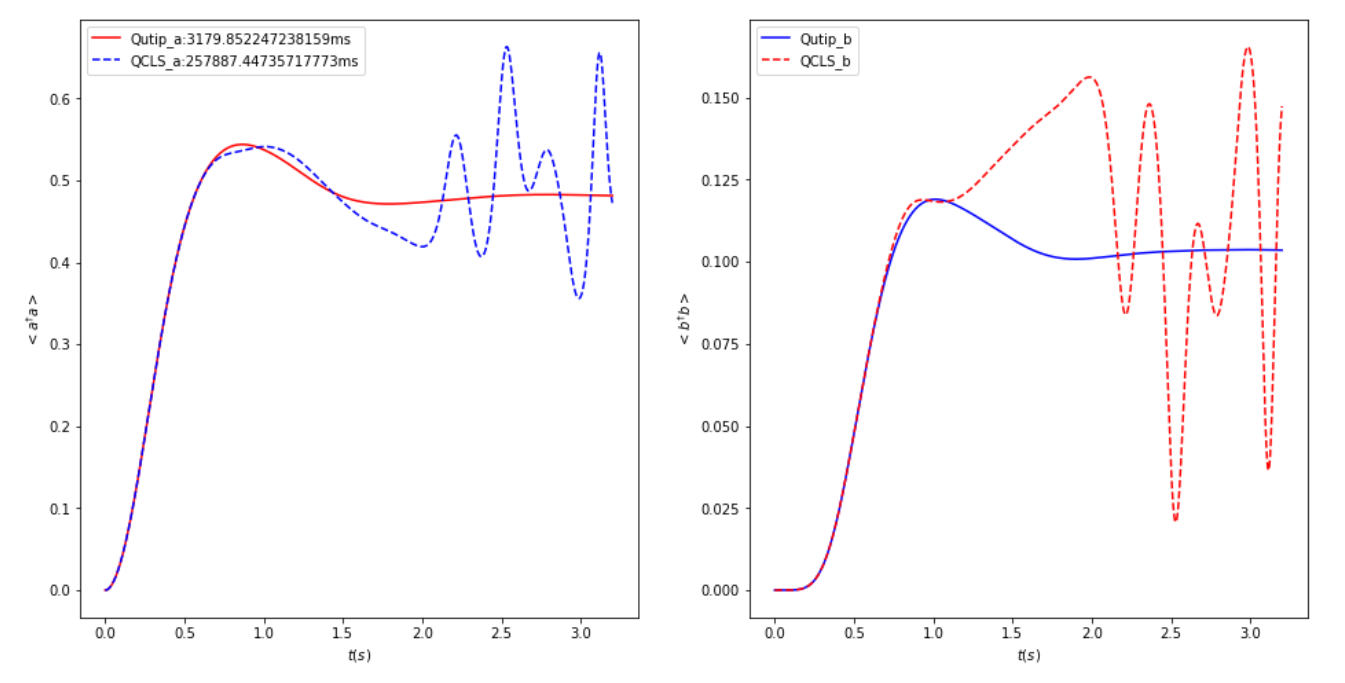 Qutip_a:3179.852247238159ms
QCLS_a:257887.44735717773ms
0.6
0.5
0.4
0.3
0.2
0.1
0.0
<a†a>
0.0 0.5 1.0 1.5 2.0 2.5 3.0
t(s)
Qutip_b
QCLS_b
0.150
0.125
0.100
0.075
0.050
0.025
0.000
<b†b>
0.0 0.5 1.0 1.5 2.0 2.5 3.0
t(s)